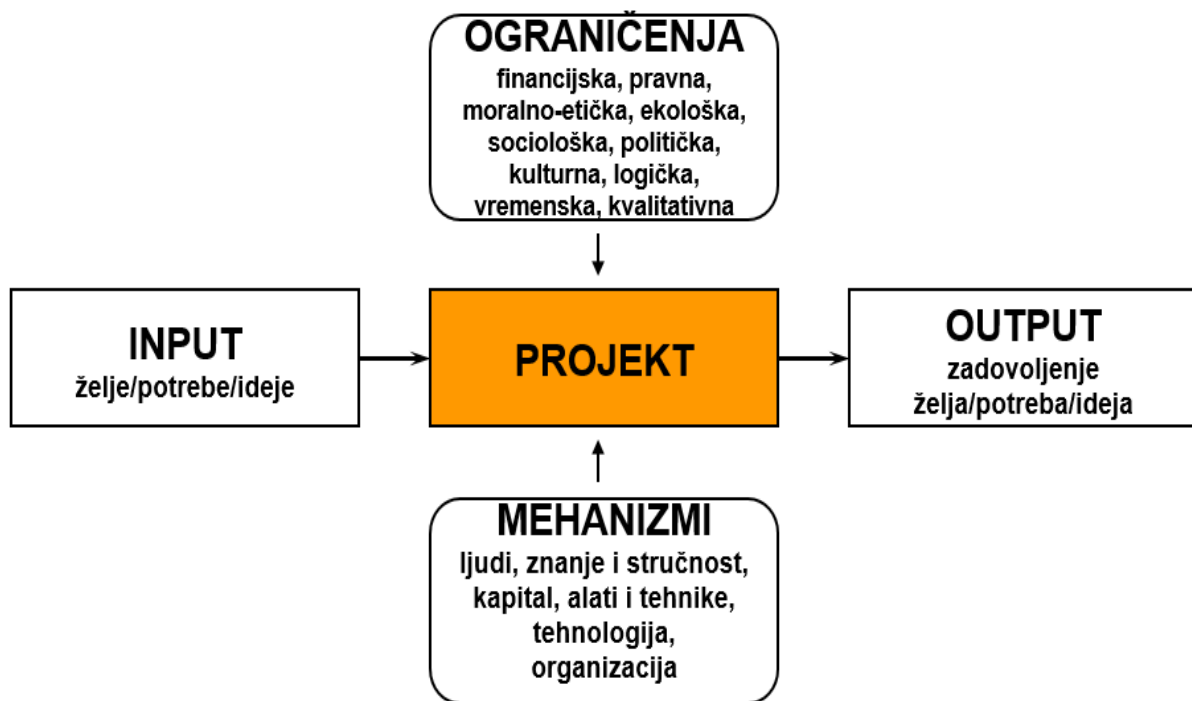 OGRANIČENJA
financijska, pravna,
moralno-etička, ekološka,
sociološka, politička,
kulturna, logička,
vremenska, kvalitativna
INPUT
želje/potrebe/ideje
PROJEKT
OUTPUT
zadovoljenje
želja/potreba/ideja
MEHANIZMI
ljudi, znanje i stručnost,
kapital, alati i tehnike,
tehnologija,
organizacija